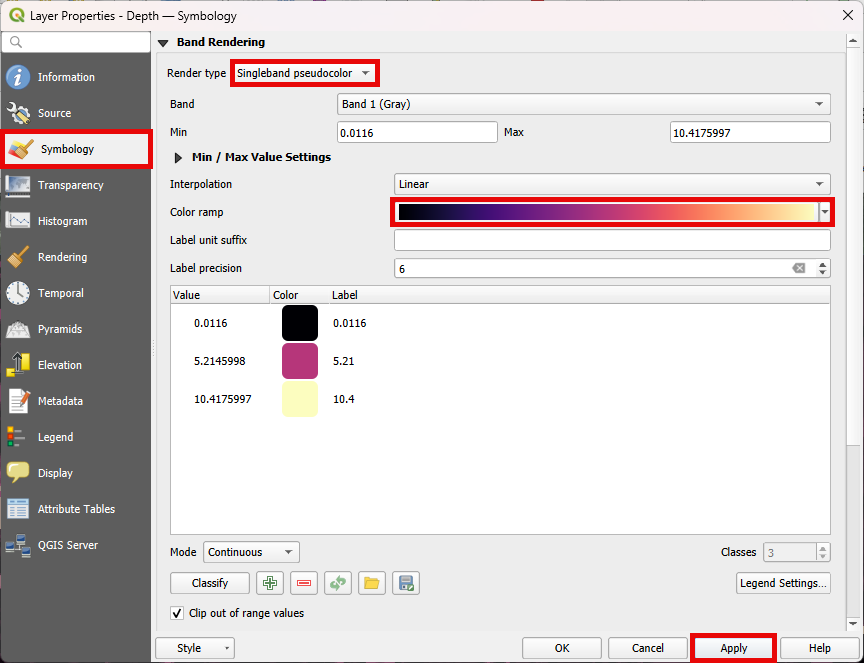 Layer Properties - Depth — Symbology
Information
Source
Symbology
Transparency
Histogram
Rendering
Temporal
Pyramids
Elevation
Metadata
Legend
Display
Attribute Tables
QGIS Server
Band Rendering
Render type Singleband pseudocolor
Band Band 1 (Gray)
Min 0.0116 Max 10.4175997
Min / Max Value Settings
Interpolation Linear
Color ramp
Label unit suffix
Label precision 6
Value Color Label
0.0116 0.0116
5.2145998 5.21
10.4175997 10.4
Mode Continuous Classes 3
Classify Legend Settings...
Clip out of range values
Style OK Cancel Apply Help